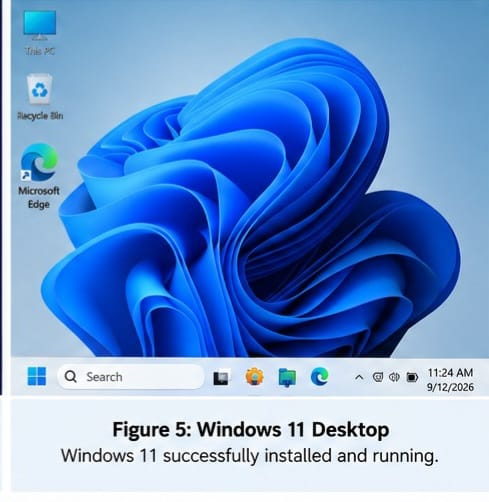 This PC
Recycle Bin
Microsoft
Edge
Search
11:24 AM
9/12/2026
Figure 5: Windows 11 Desktop
Windows 11 successfully installed and running.